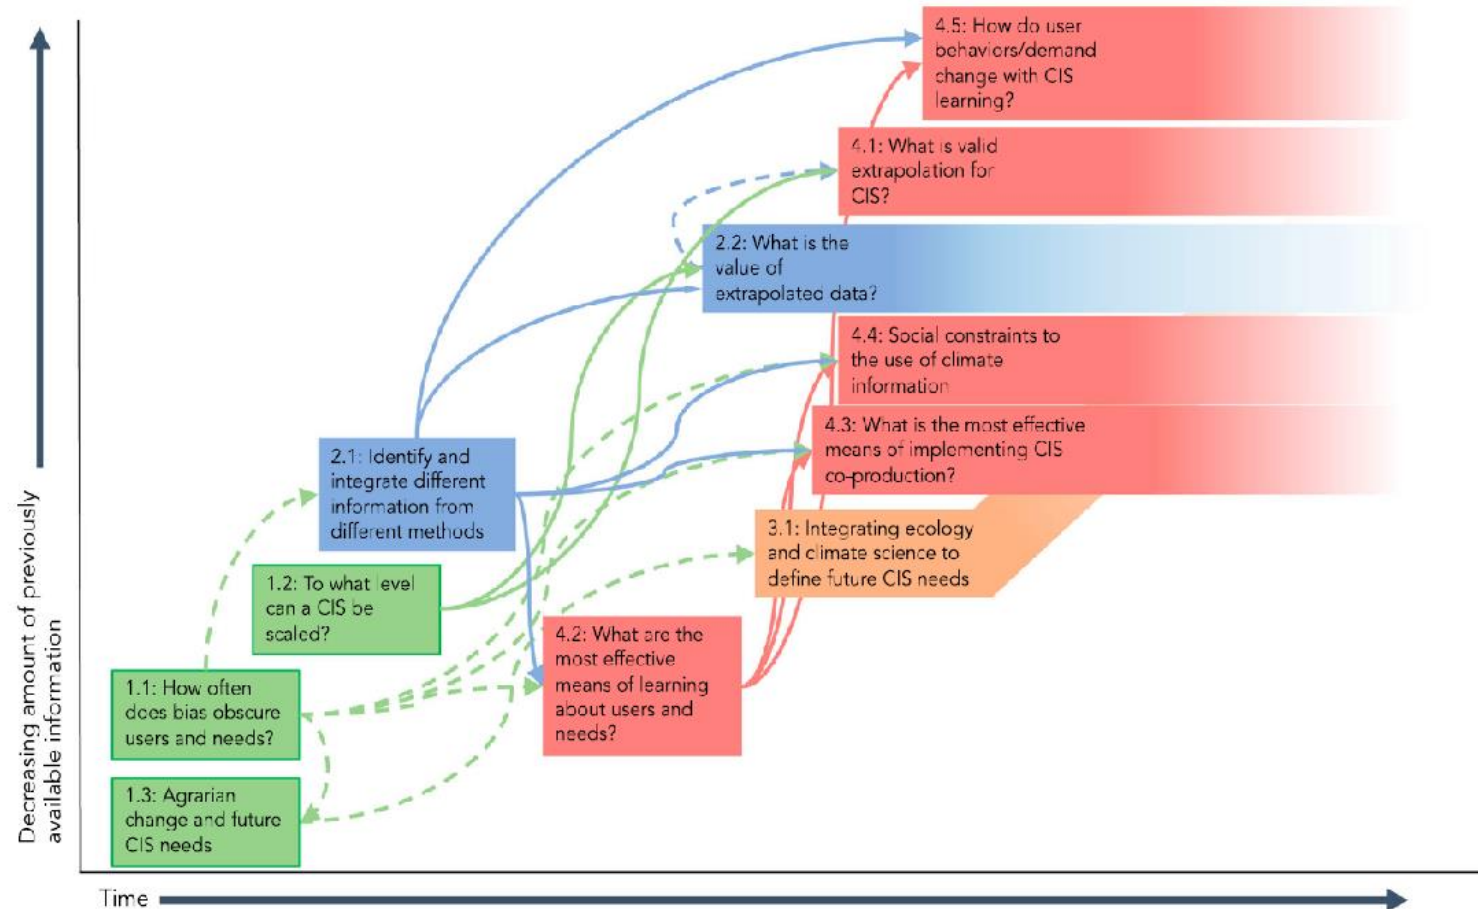 4.5: How do user
behaviors/demand
change with CIS
learning?
4.1: What is valid
extrapolation for
CIS?
2.2: What is the
value of
extrapolated data?
4.4: Social constraints to
the use of climate
information
4.3: What is the most effective
means of implementing CIS
co-production?
2.1: Identify and
integrate different
information from
different methods
3.1: Integrating ecology
and climate science to
define future CIS needs
1.2: To what level
can a CIS be
scaled?
4.2: What are the
most effective
means of learning
about users and
needs?
1.1: How often
does bias obscure
users and needs?
1.3: Agrarian
change and future
CIS needs
Decreasing amount of previously
available information
Time